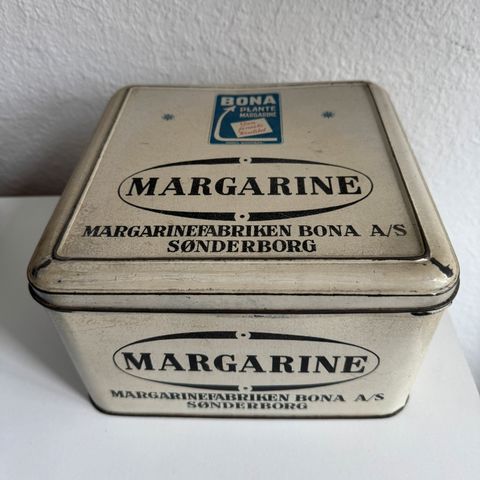 BONA
PLANTE
MARGARINE
MARGARINE
MARGARINEFABRIKEN BONA A/S
SØNDERBORG
MARGARINE
MARGARINEFABRIKEN BONA A/S
SØNDERBORG